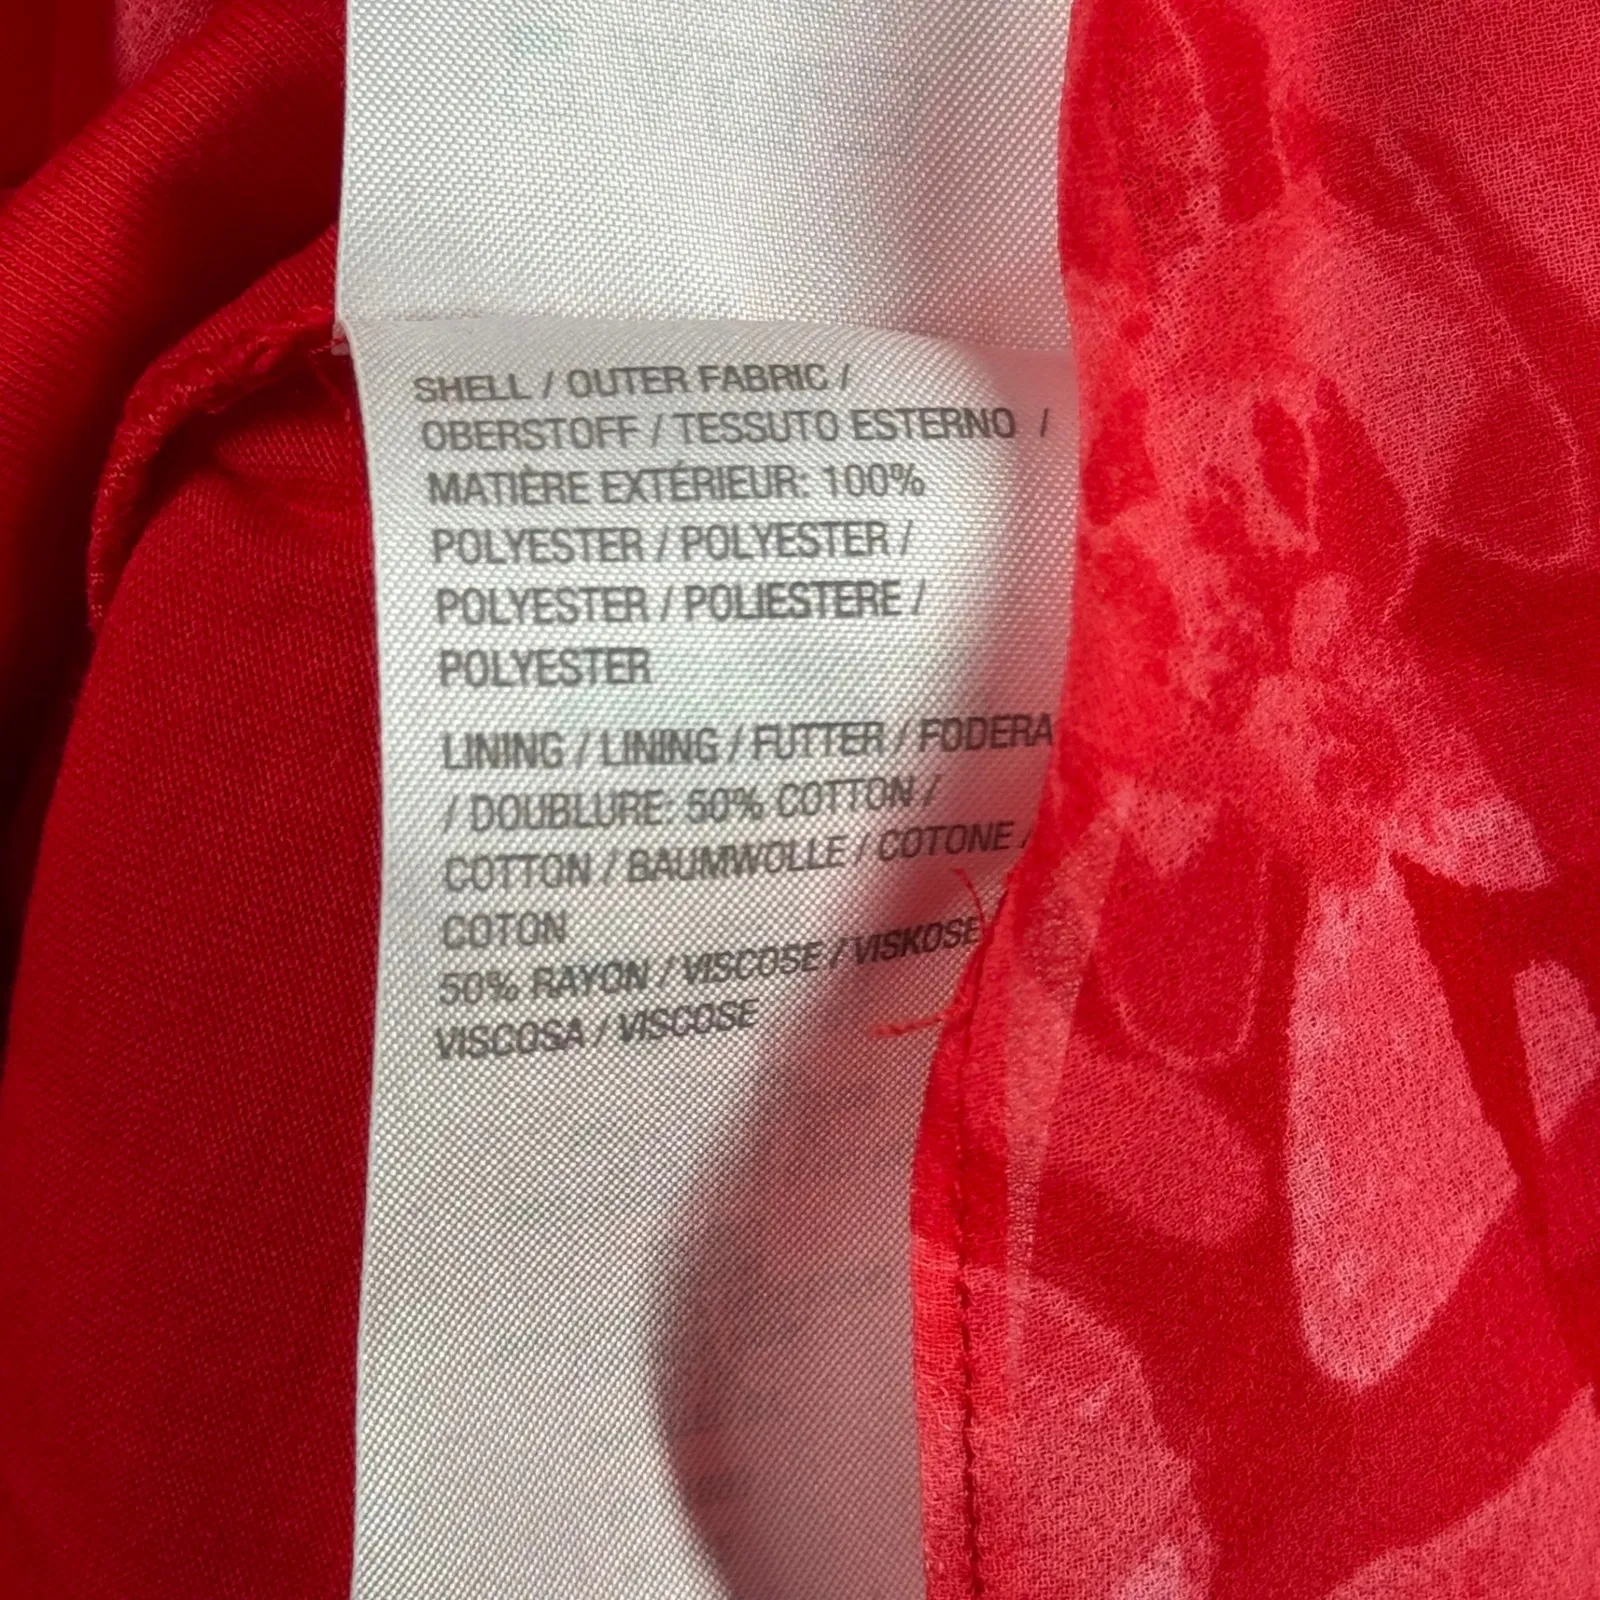 SHELL / OUTER FABRIC /
OBERSTOFF / TESSUTO ESTERNO /
MATIÈRE EXTÉRIEUR: 100%
POLYESTER / POLYESTER /
POLYESTER / POLIESTERE /
POLYESTER
LINING / LINING / FUTTER / FODERA
/ DOUBLURE: 50% COTTON /
COTTON / BAUMWOLLE / COTONE /
COTON
50% RAYON / VISCOSE / VISKOSE
VISCOSA / VISCOSE